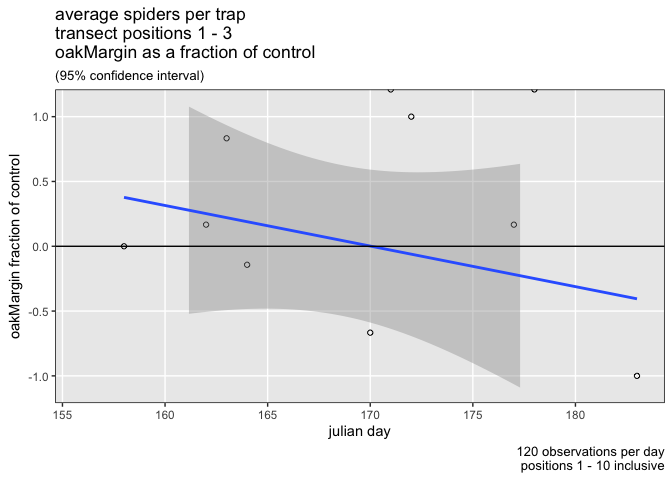 average spiders per trap
transect positions 1 - 3
oakMargin as a fraction of control
(95% confidence interval)
oakMargin fraction of control
1.0
0.5
0.0
-0.5
-1.0
155 160 165 170 175 180
julian day
120 observations per day
positions 1 - 10 inclusive